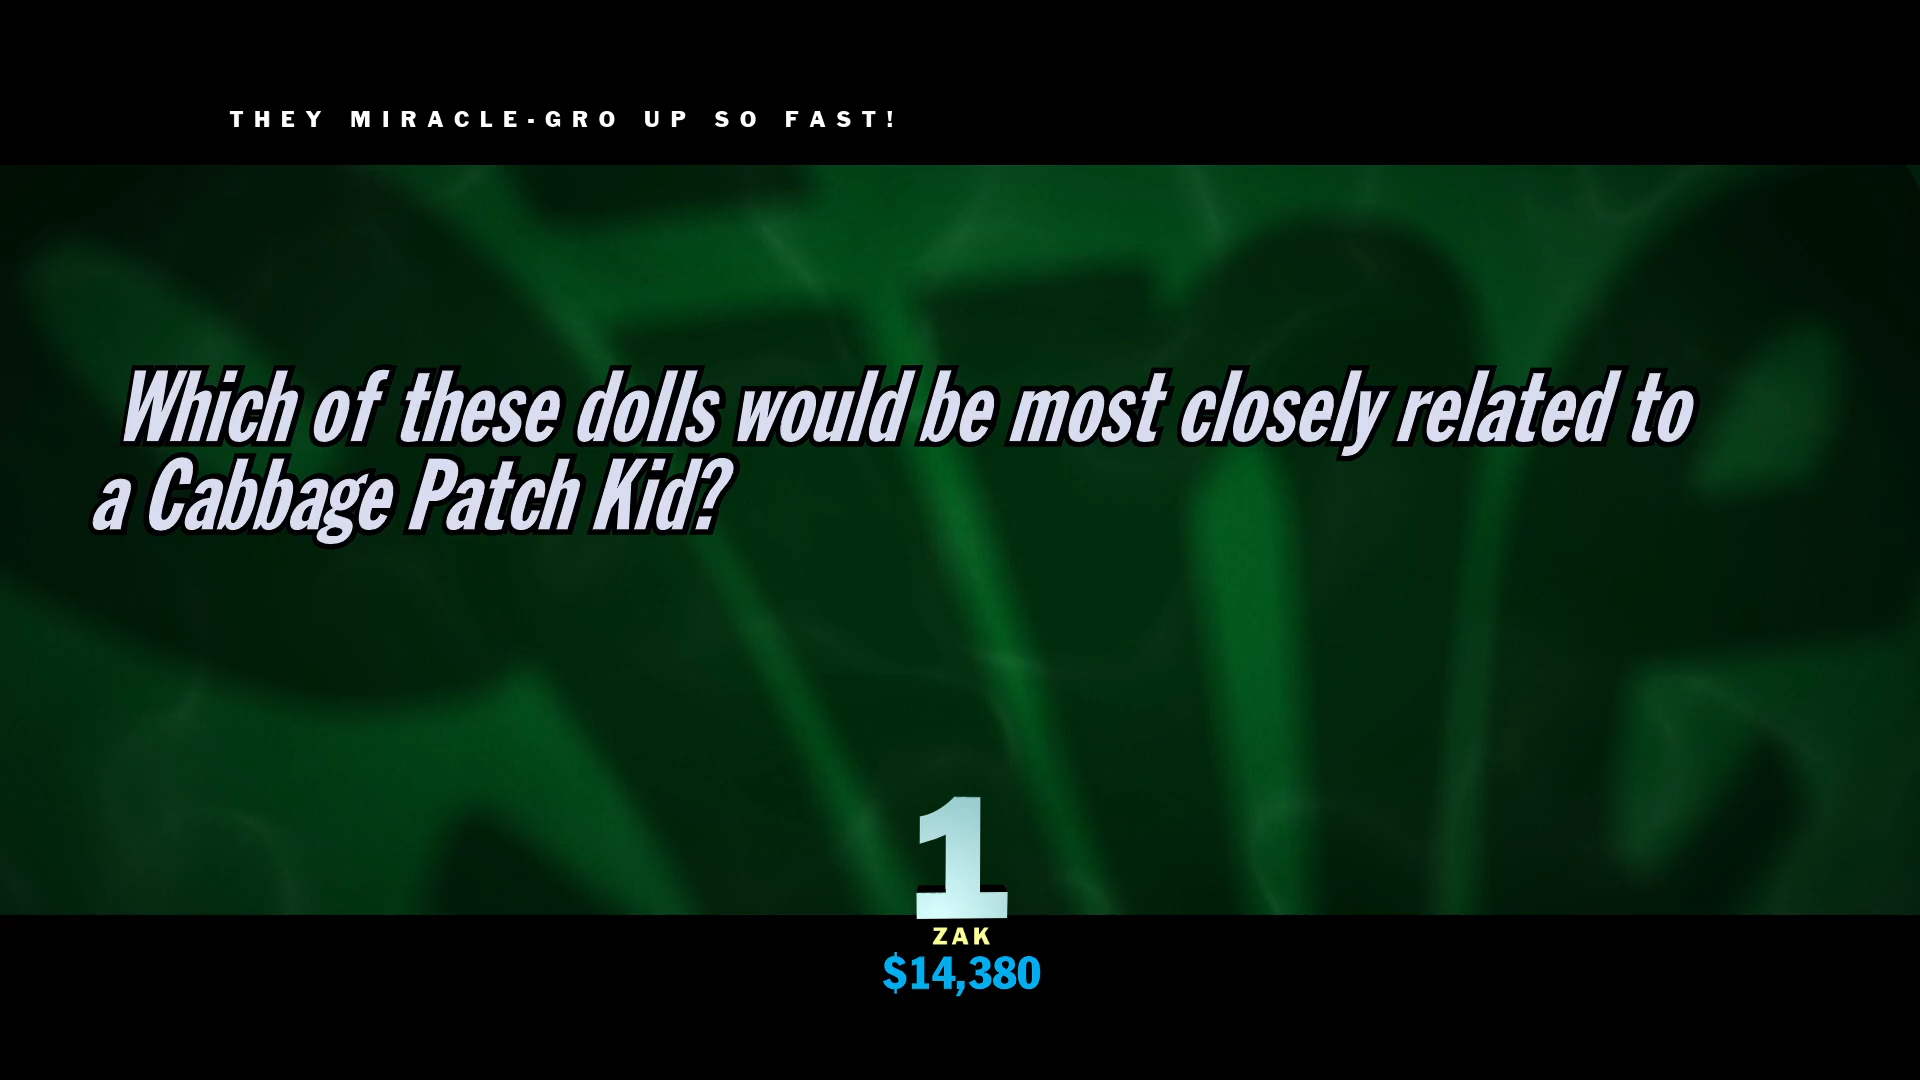 THEY MIRACLE-GRO UP SO FAST!
Which of these dolls would be most closely related to
a Cabbage Patch Kid?
1
ZAK
$14,380